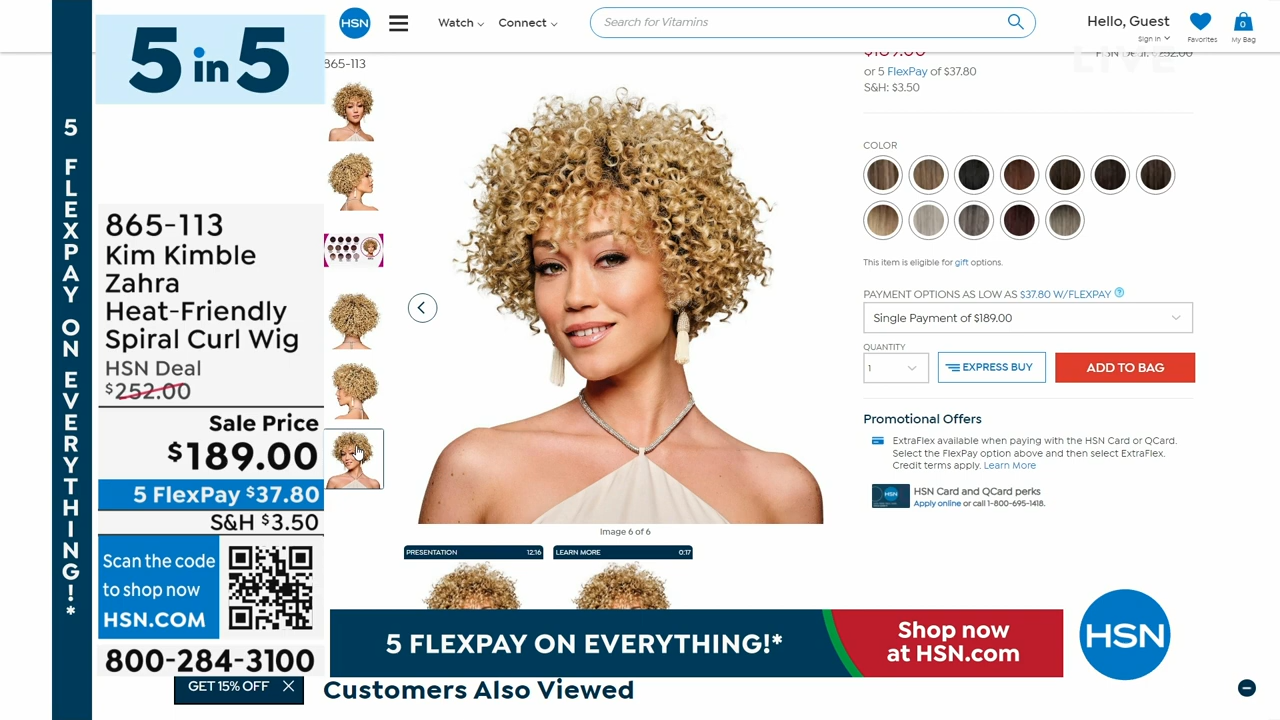 5 in 5
5 FLEXPAY ON EVERYTHING!*
865-113
Kim Kimble
Zahra
Heat-Friendly
Spiral Curl Wig
HSN Deal
$252.00
Sale Price
$189.00
5 FlexPay $37.80
S&H $3.50
Scan the code
to shop now
HSN.COM
800-284-3100
GET 15% OFF
HSN
Watch
Connect
Search for Vitamins
Hello, Guest
Sign In
Favorites
0
My Bag
LIVE
865-113
$189.00
HSN Deal: $252.00
or 5 FlexPay of $37.80
S&H: $3.50
COLOR
This item is eligible for gift options.
PAYMENT OPTIONS AS LOW AS $37.80 W/FLEXPAY ?
Single Payment of $189.00
QUANTITY
1
EXPRESS BUY
ADD TO BAG
Promotional Offers
ExtraFlex available when paying with the HSN Card or QCard.
Select the FlexPay option above and then select ExtraFlex.
Credit terms apply. Learn More
HSN Card and QCard perks
Apply online or call 1-800-695-1418.
Image 6 of 6
PRESENTATION 12:16
LEARN MORE 0:17
5 FLEXPAY ON EVERYTHING!*
Shop now
at HSN.com
HSN
Customers Also Viewed